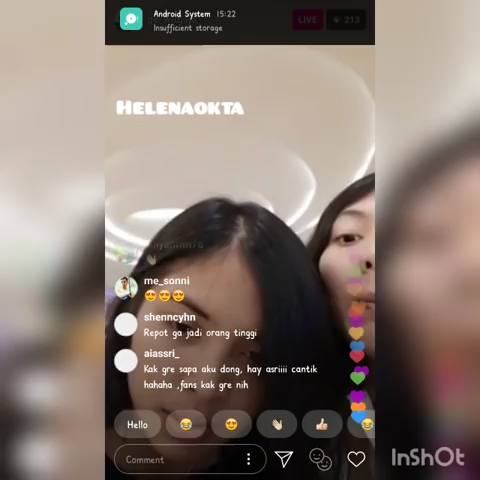 Android System 15:22
Insufficient storage
LIVE 213
HELENAOKTA
me_sonni
😍😍😍
shenncyhn
Repot ga jadi orang tinggi
aiassri_
Kak gre sapa aku dong, hay asriiii cantik
hahaha ,fans kak gre nih
Hello
Comment
InShOt